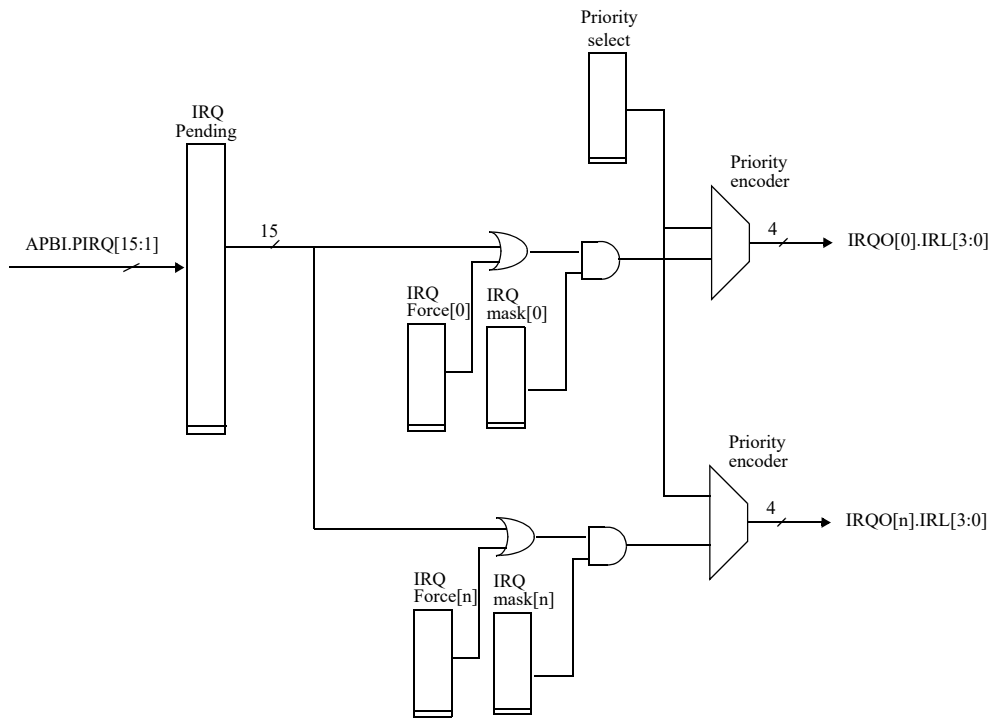 Priority
select
IRQ
Pending
Priority
encoder
15
4
APBI.PIRQ[15:1]
IRQO[0].IRL[3:0]
IRQ
Force[0]
IRQ
mask[0]
Priority
encoder
4
IRQO[n].IRL[3:0]
IRQ
Force[n]
IRQ
mask[n]